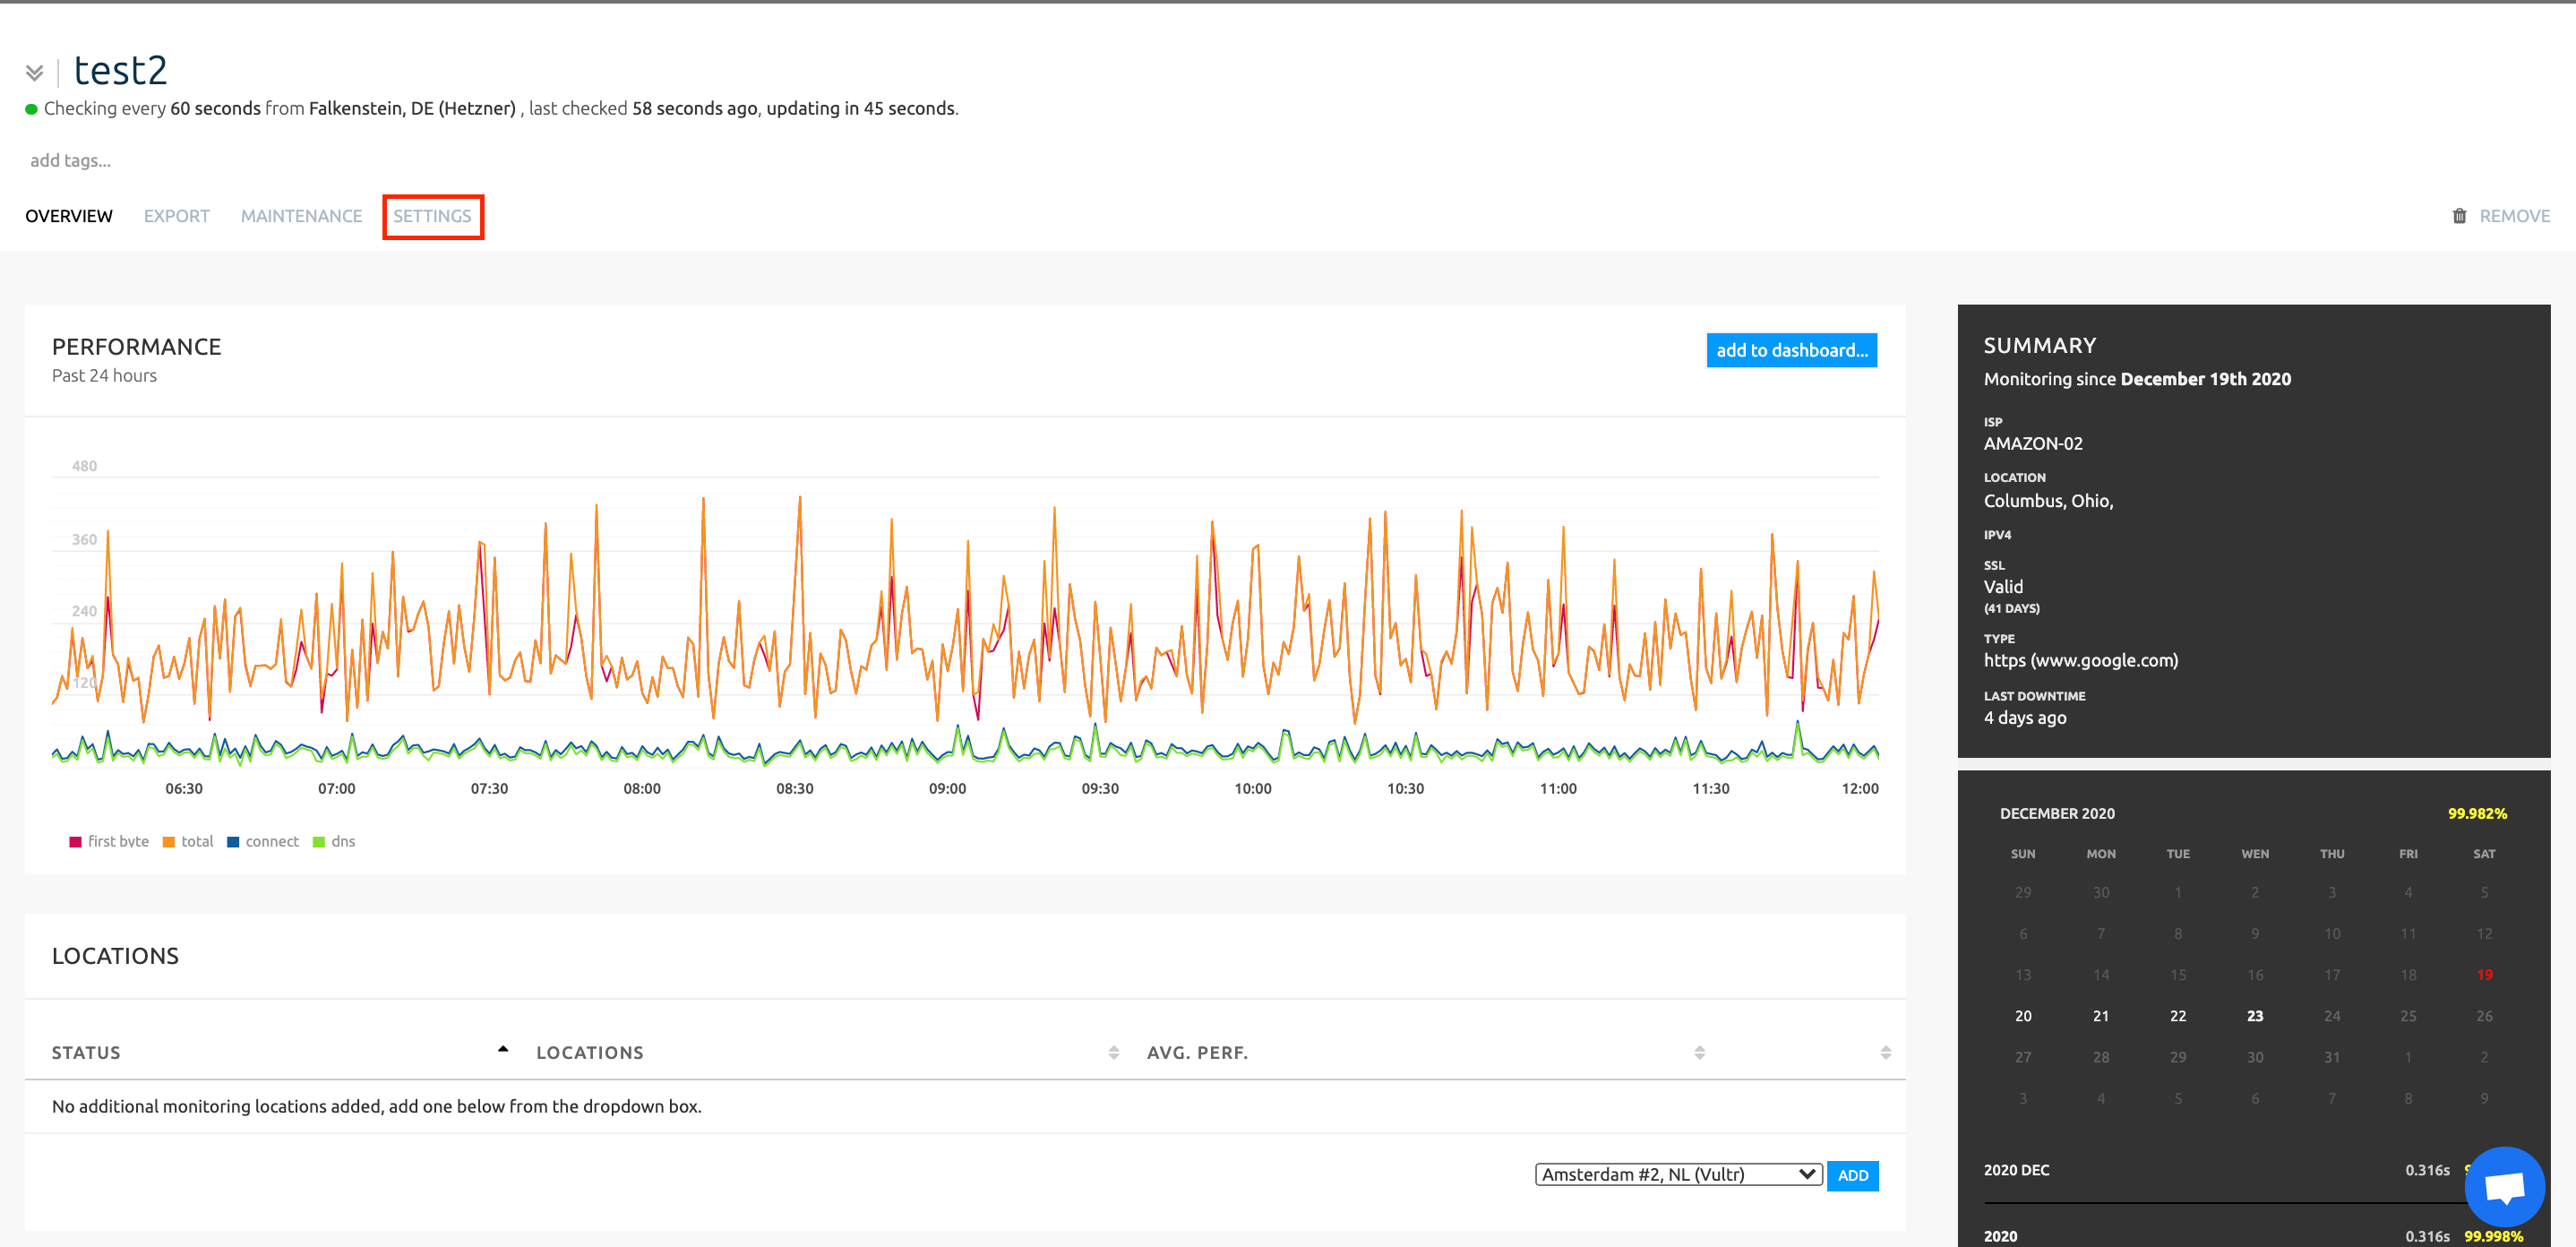 test2
Checking every 60 seconds from Falkenstein, DE (Hetzner) , last checked 58 seconds ago, updating in 45 seconds.
add tags...
OVERVIEW EXPORT MAINTENANCE SETTINGS REMOVE
PERFORMANCE
Past 24 hours
add to dashboard...
480
360
240
120
06:30 07:00 07:30 08:00 08:30 09:00 09:30 10:00 10:30 11:00 11:30 12:00
first byte total connect dns
LOCATIONS
STATUS LOCATIONS AVG. PERF.
No additional monitoring locations added, add one below from the dropdown box.
Amsterdam #2, NL (Vultr) ADD
SUMMARY
Monitoring since December 19th 2020
ISP
AMAZON-02
LOCATION
Columbus, Ohio,
IPV4
SSL
Valid
(41 DAYS)
TYPE
https (www.google.com)
LAST DOWNTIME
4 days ago
DECEMBER 2020 99.982%
SUN MON TUE WEN THU FRI SAT
29 30 1 2 3 4 5
6 7 8 9 10 11 12
13 14 15 16 17 18 19
20 21 22 23 24 25 26
27 28 29 30 31 1 2
3 4 5 6 7 8 9
2020 DEC 0.316s
2020 0.316s 99.998%